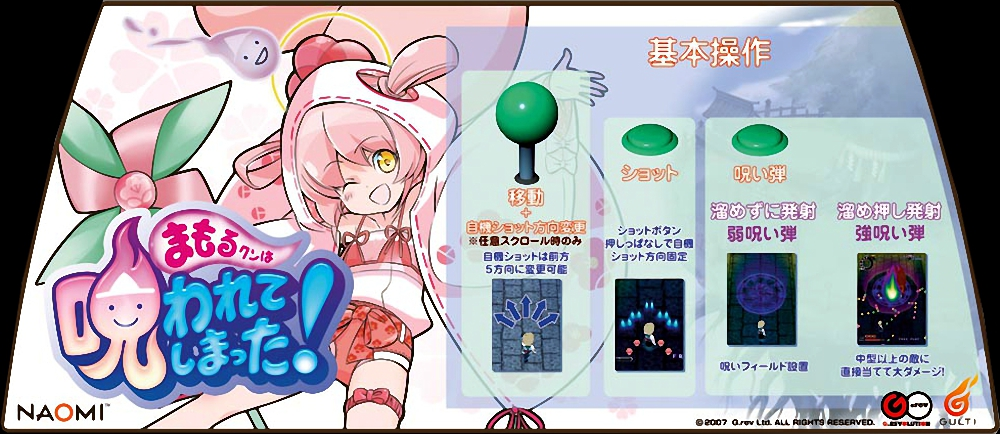 基本操作
移動
+
自機ショット方向変更
※任意スクロール時のみ
自機ショットは前方
5方向に変更可能
ショット
ショットボタン
押しっぱなしで自機
ショット方向固定
呪い弾
溜めずに発射
弱呪い弾
呪いフィールド設置
溜め押し発射
強呪い弾
中型以上の敵に
直接当てて大ダメージ!
まもるクンは
呪われて
しまった!
NAOMI™
©2007 G.rev Ltd. ALL RIGHTS RESERVED.
G.rev
G.REVOLUTION
GULTI